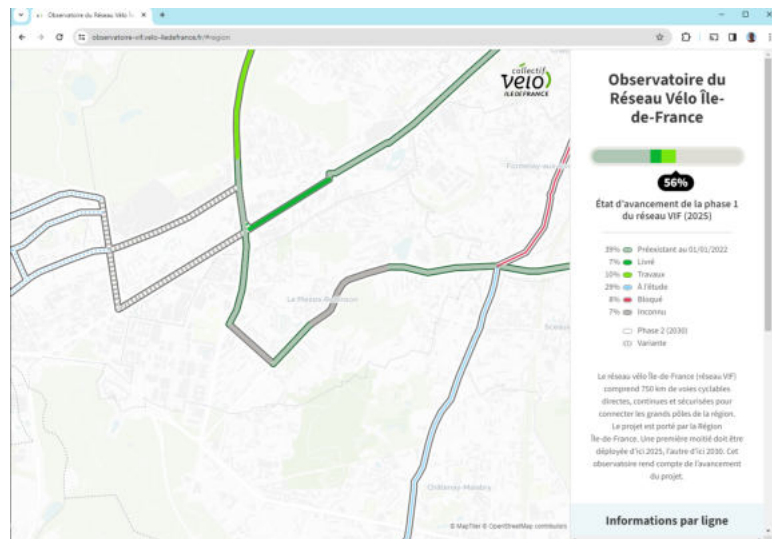 Observatoire du Réseau Vélo Î
observatoire-vif.velo-iledefrance.fr/#region
collectif
vélo
ILE DE FRANCE
Fontenay-aux
Le Plessis-Robinson
Sceaux
Châtenay-Malabry
© MapTiler © OpenStreetMap contributors
Observatoire du
Réseau Vélo Île-
de-France
56%
État d'avancement de la phase 1
du réseau VIF (2025)
39% Préexistant au 01/01/2022
7% Livré
10% Travaux
29% À l'étude
8% Bloqué
7% Inconnu
Phase 2 (2030)
Variante
Le réseau vélo Île-de-France (réseau VIF)
comprend 750 km de voies cyclables
directes, continues et sécurisées pour
connecter les grands pôles de la région.
Le projet est porté par la Région
Île-de-France. Une première moitié doit être
déployée d'ici 2025, l'autre d'ici 2030. Cet
observatoire rend compte de l'avancement
du projet.
Informations par ligne